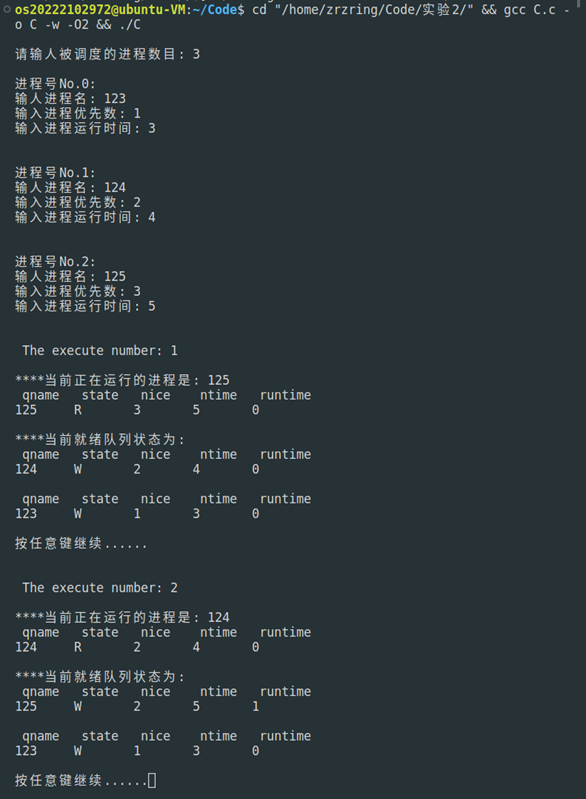 os20222102972@ubuntu-VM:~/Code$ cd "/home/zrzring/Code/实验2/" && gcc C.c -
o C -w -O2 && ./C
请输人被调度的进程数目: 3
进程号No.0:
输人进程名: 123
输入进程优先数: 1
输入进程运行时间: 3
进程号No.1:
输人进程名: 124
输入进程优先数: 2
输入进程运行时间: 4
进程号No.2:
输人进程名: 125
输入进程优先数: 3
输入进程运行时间: 5
The execute number: 1
****当前正在运行的进程是: 125
qname state nice ntime runtime
125 R 3 5 0
****当前就绪队列状态为:
qname state nice ntime runtime
124 W 2 4 0
qname state nice ntime runtime
123 W 1 3 0
按任意键继续......
The execute number: 2
****当前正在运行的进程是: 124
qname state nice ntime runtime
124 R 2 4 0
****当前就绪队列状态为:
qname state nice ntime runtime
125 W 2 5 1
qname state nice ntime runtime
123 W 1 3 0
按任意键继续......